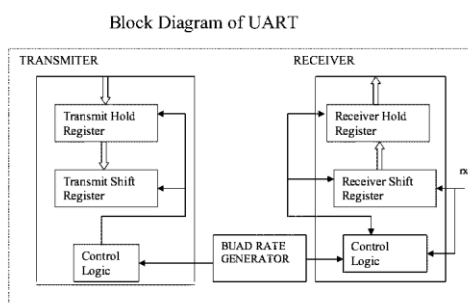 Block Diagram of UART
TRANSMITER
RECEIVER
Transmit Hold
Register
Receiver Hold
Register
Transmit Shift
Register
Receiver Shift
Register
Control
Logic
BUAD RATE
GENERATOR
Control
Logic